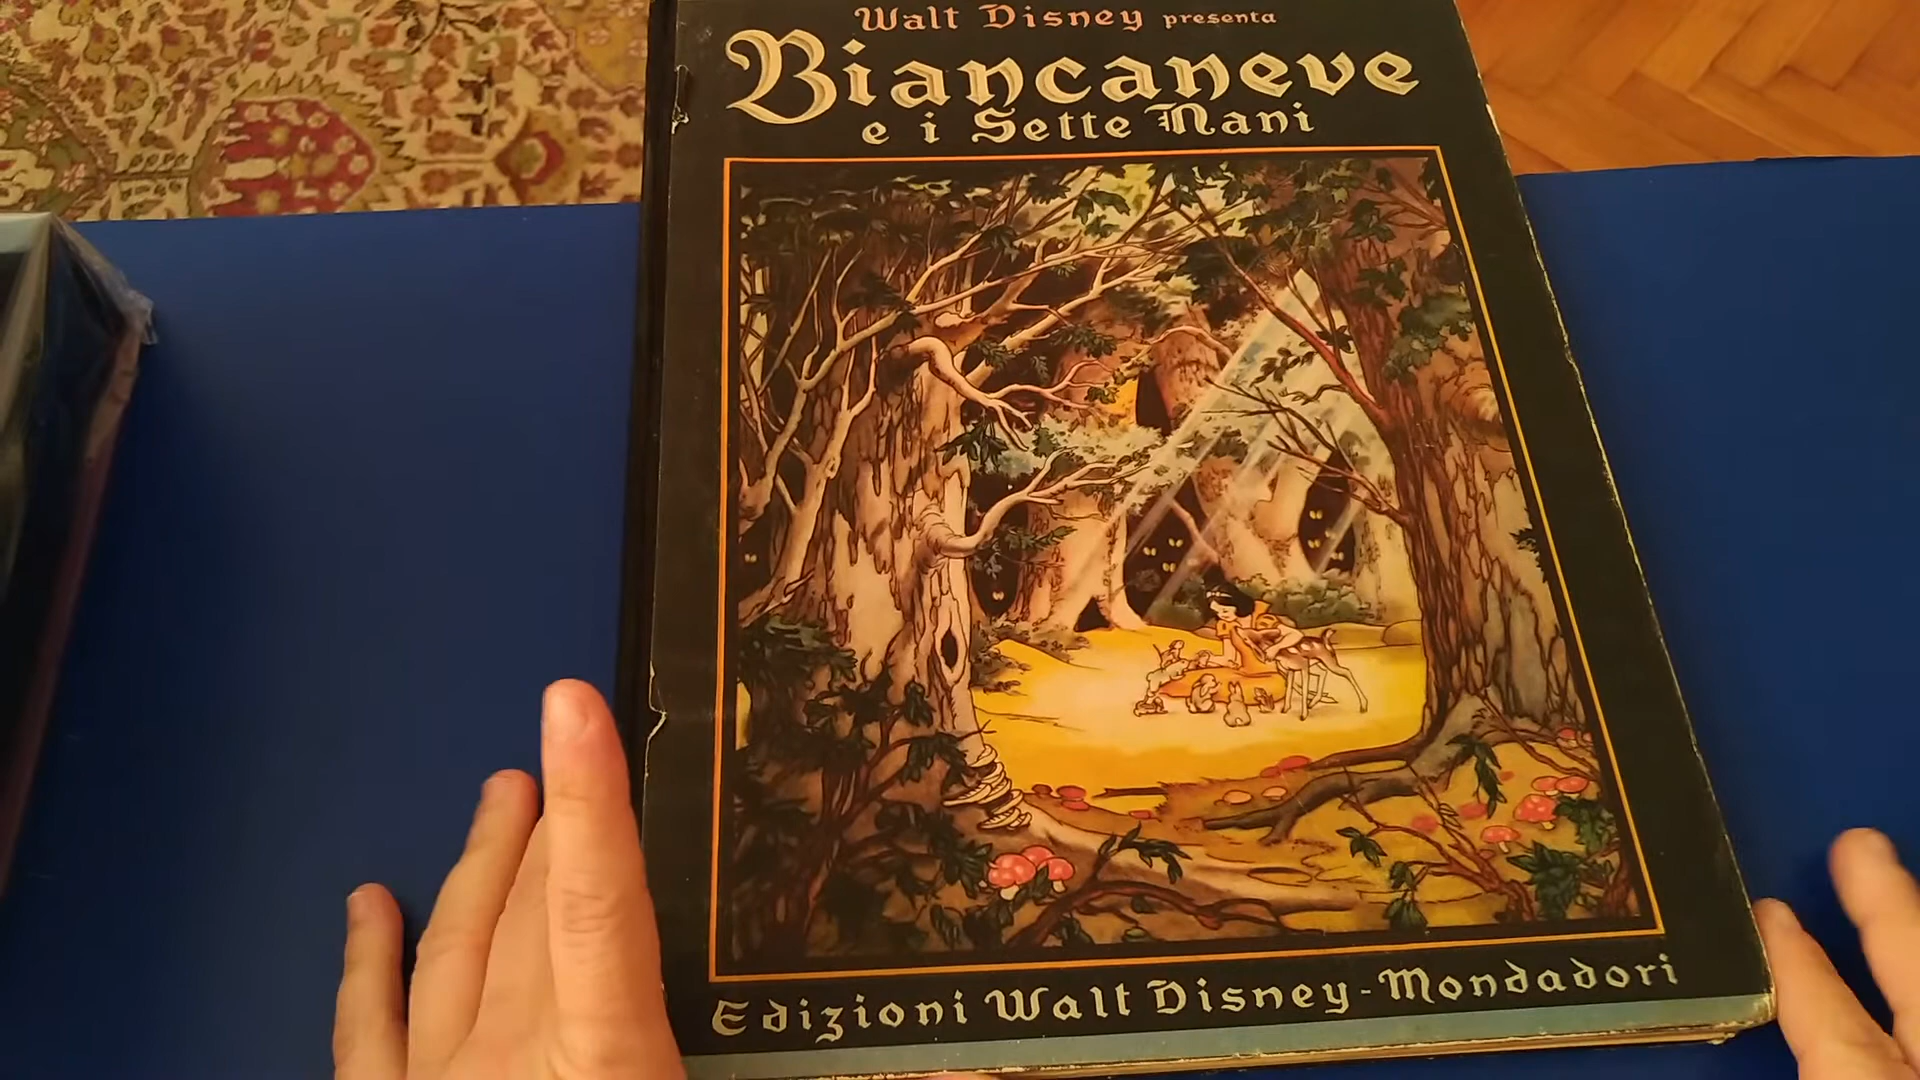 Walt Disney presenta
Biancaneve
e i Sette Nani
Edizioni Walt Disney-Mondadori